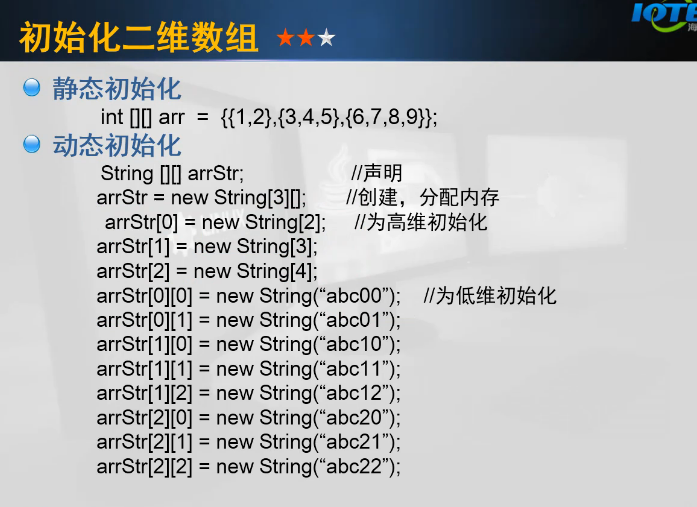 初始化二维数组 ★★★
静态初始化
int [][] arr = {{1,2},{3,4,5},{6,7,8,9}};
动态初始化
String [][] arrStr; //声明
arrStr = new String[3][]; //创建，分配内存
arrStr[0] = new String[2]; //为高维初始化
arrStr[1] = new String[3];
arrStr[2] = new String[4];
arrStr[0][0] = new String(“abc00”); //为低维初始化
arrStr[0][1] = new String(“abc01”);
arrStr[1][0] = new String(“abc10”);
arrStr[1][1] = new String(“abc11”);
arrStr[1][2] = new String(“abc12”);
arrStr[2][0] = new String(“abc20”);
arrStr[2][1] = new String(“abc21”);
arrStr[2][2] = new String(“abc22”);